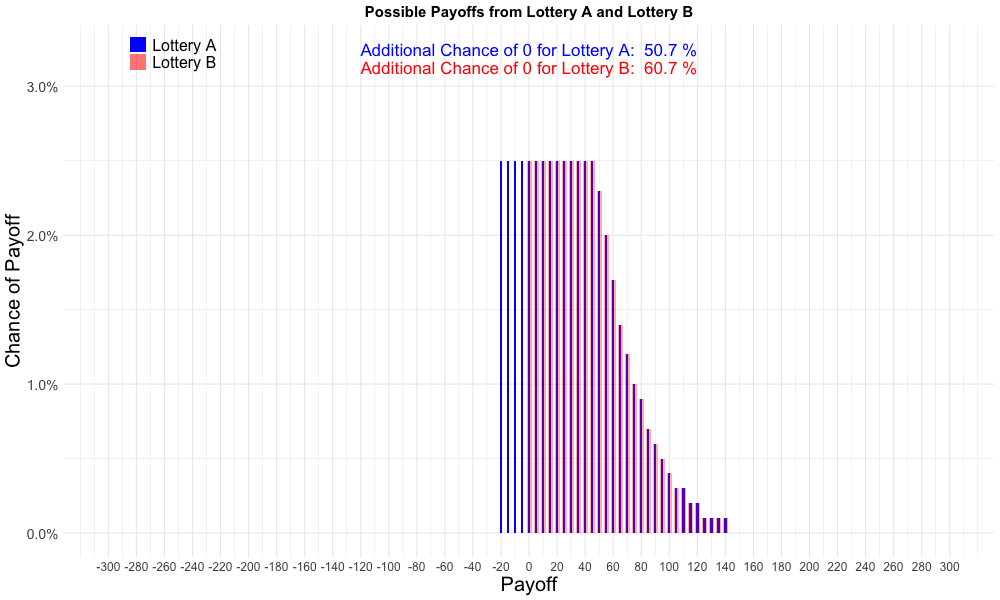 Possible Payoffs from Lottery A and Lottery B
Lottery A
Lottery B
Additional Chance of 0 for Lottery A: 50.7 %
Additional Chance of 0 for Lottery B: 60.7 %
Chance of Payoff
3.0%
2.0%
1.0%
0.0%
-300 -280 -260 -240 -220 -200 -180 -160 -140 -120 -100 -80 -60 -40 -20 0 20 40 60 80 100 120 140 160 180 200 220 240 260 280 300
Payoff